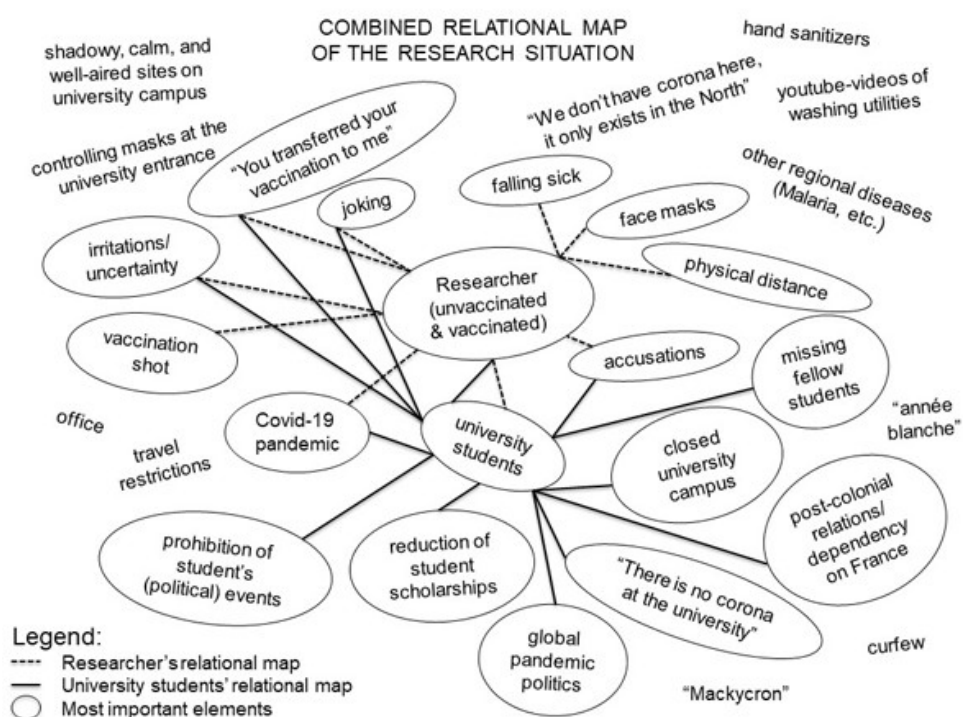 COMBINED RELATIONAL MAP
OF THE RESEARCH SITUATION
shadowy, calm, and
well-aired sites on
university campus
hand sanitizers
"We don't have corona here,
it only exists in the North"
youtube-videos of
washing utilities
controlling masks at the
university entrance
"You transferred your
vaccination to me"
joking
falling sick
face masks
other regional diseases
(Malaria, etc.)
irritations/
uncertainty
Researcher
(unvaccinated
& vaccinated)
physical distance
vaccination
shot
accusations
missing
fellow
students
office
Covid-19
pandemic
university
students
"année
blanche"
travel
restrictions
closed
university
campus
post-colonial
relations/
dependency
on France
prohibition of
student's
(political) events
reduction of
student
scholarships
"There is no corona
at the university"
global
pandemic
politics
curfew
"Mackycron"
Legend:
Researcher's relational map
University students' relational map
Most important elements